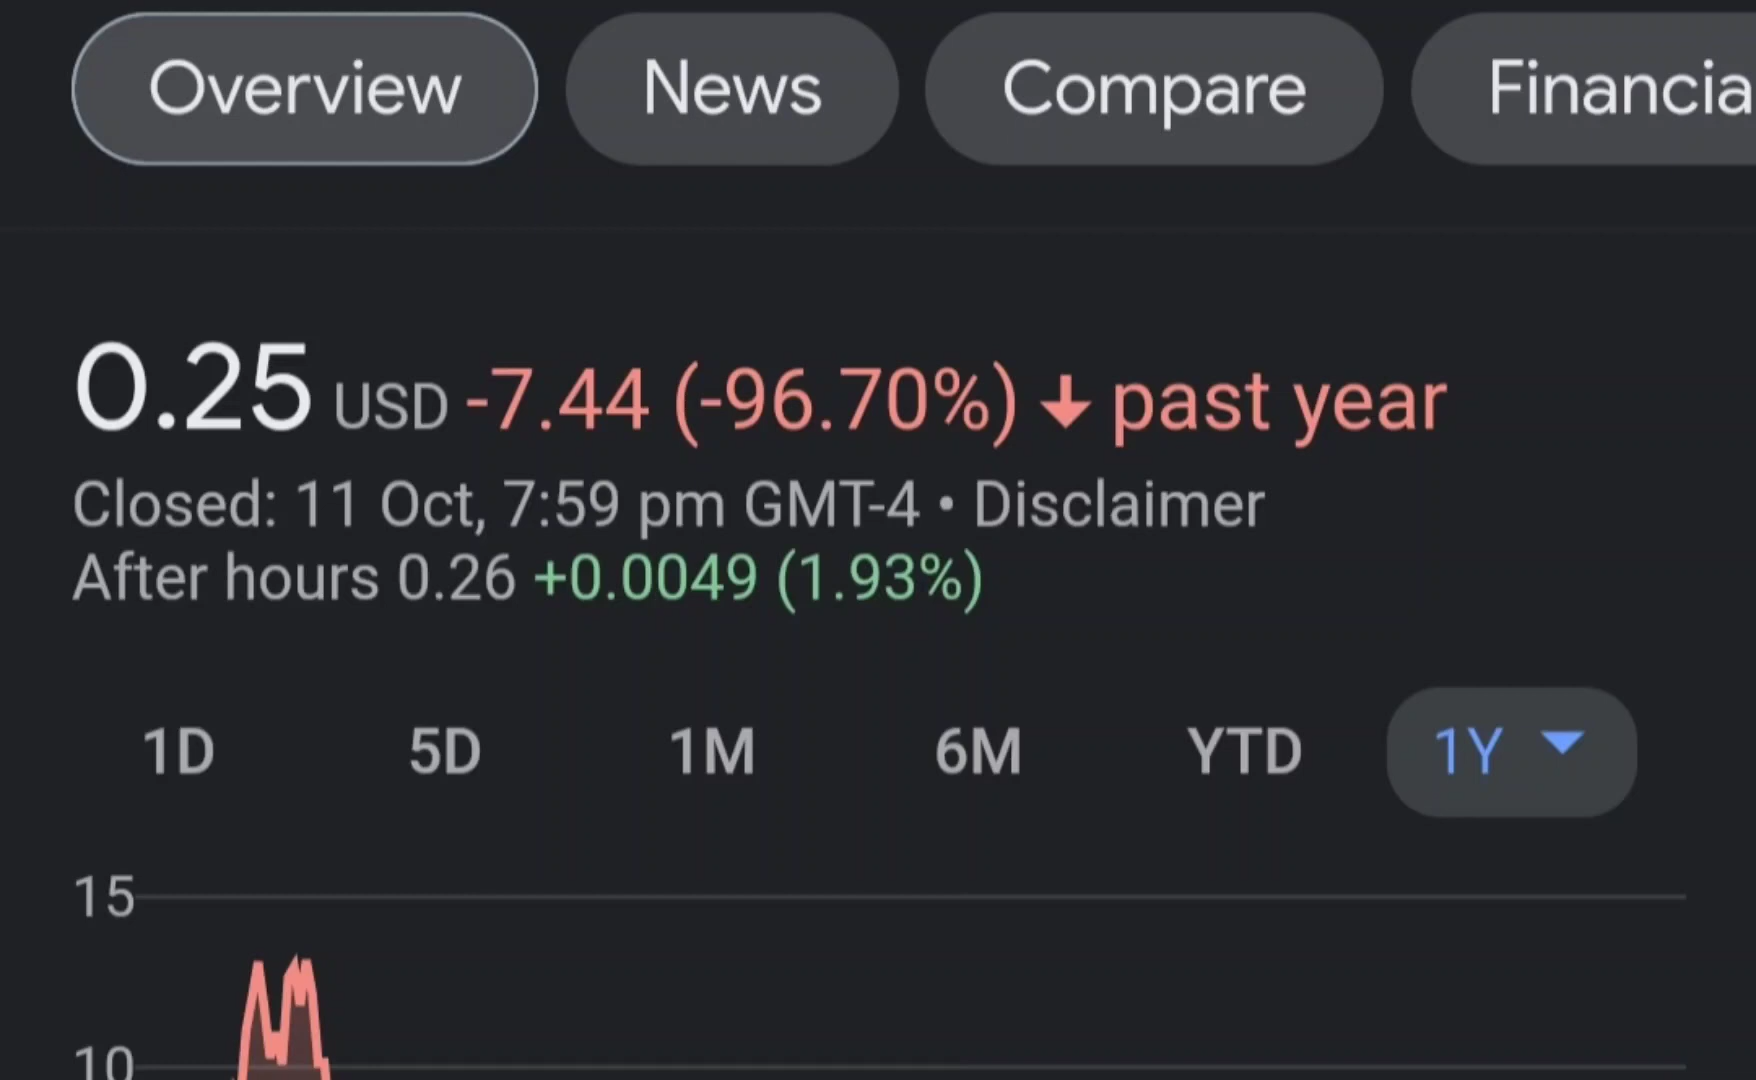 Overview News Compare Financia
0.25 USD -7.44 (-96.70%) ↓ past year
Closed: 11 Oct, 7:59 pm GMT-4 • Disclaimer
After hours 0.26 +0.0049 (1.93%)
1D 5D 1M 6M YTD 1Y
15
10